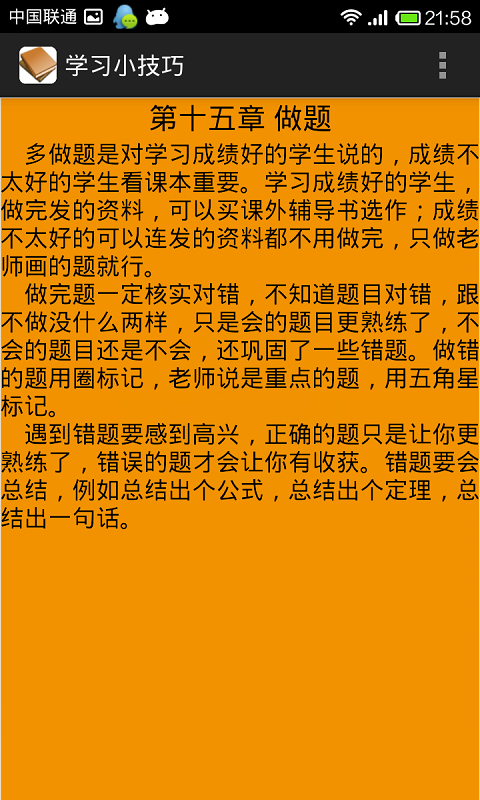 中国联通 21:58
学习小技巧
第十五章 做题
多做题是对学习成绩好的学生说的，成绩不
太好的学生看课本重要。学习成绩好的学生，
做完发的资料，可以买课外辅导书选作；成绩
不太好的可以连发的资料都不用做完，只做老
师画的题就行。
做完题一定核实对错，不知道题目对错，跟
不做没什么两样，只是会的题目更熟练了，不
会的题目还是不会，还巩固了一些错题。做错
的题用圈标记，老师说是重点的题，用五角星
标记。
遇到错题要感到高兴，正确的题只是让你更
熟练了，错误的题才会让你有收获。错题要会
总结，例如总结出个公式，总结出个定理，总
结出一句话。